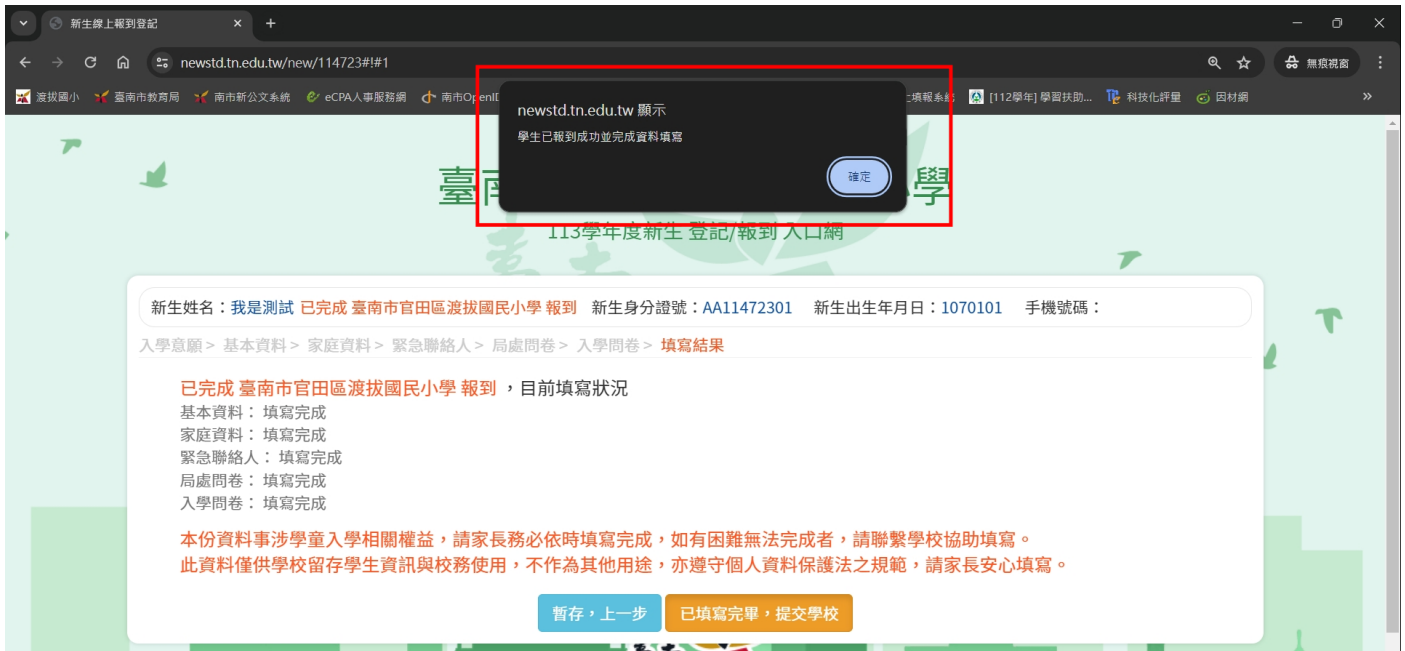 新生線上報到登記
newstd.tn.edu.tw/new/114723#!#1
無痕視窗
渡拔國小 臺南市教育局 南市新公文系統 eCPA人事服務網 南市OpenID 填報系統 [112學年] 學習扶助... 科技化評量 因材網 »
newstd.tn.edu.tw 顯示
學生已報到成功並完成資料填寫
確定
臺南 學
113學年度新生 登記/報到 入口網
新生姓名：我是測試 已完成 臺南市官田區渡拔國民小學 報到 新生身分證號：AA11472301 新生出生年月日：1070101 手機號碼：
入學意願 > 基本資料 > 家庭資料 > 緊急聯絡人 > 局處問卷 > 入學問卷 > 填寫結果
已完成 臺南市官田區渡拔國民小學 報到 ，目前填寫狀況
基本資料： 填寫完成
家庭資料： 填寫完成
緊急聯絡人： 填寫完成
局處問卷： 填寫完成
入學問卷： 填寫完成
本份資料事涉學童入學相關權益，請家長務必依時填寫完成，如有困難無法完成者，請聯繫學校協助填寫。
此資料僅供學校留存學生資訊與校務使用，不作為其他用途，亦遵守個人資料保護法之規範，請家長安心填寫。
暫存，上一步 已填寫完畢，提交學校